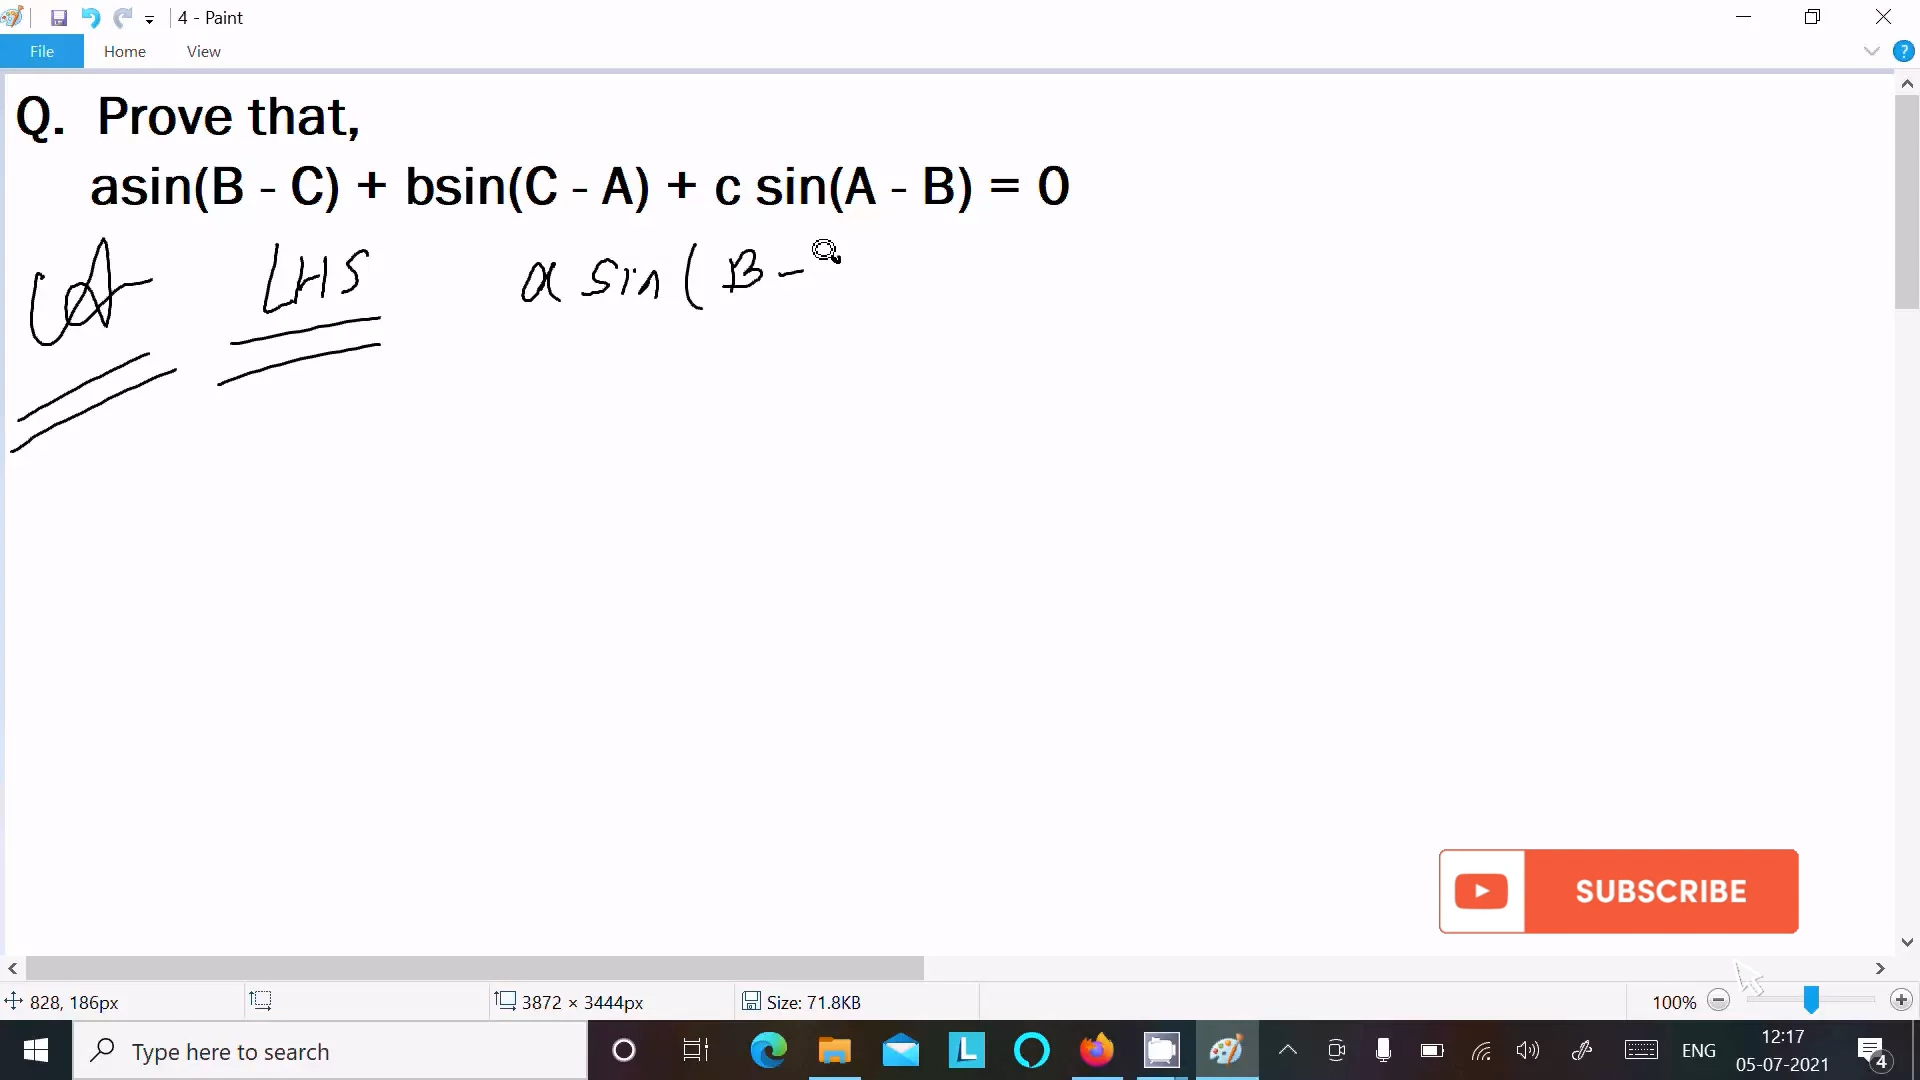 4 - Paint
File Home View
Q. Prove that,
asin(B - C) + bsin(C - A) + c sin(A - B) = 0
LHS a sin ( B -
SUBSCRIBE
828, 186px 3872 × 3444px Size: 71.8KB 100%
Type here to search L ENG 12:17
05-07-2021 4